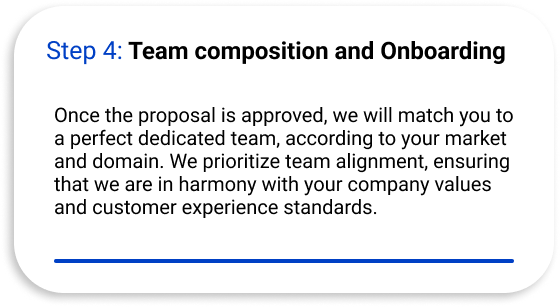 Step 4: Team composition and Onboarding
Once the proposal is approved, we will match you to
a perfect dedicated team, according to your market
and domain. We prioritize team alignment, ensuring
that we are in harmony with your company values
and customer experience standards.